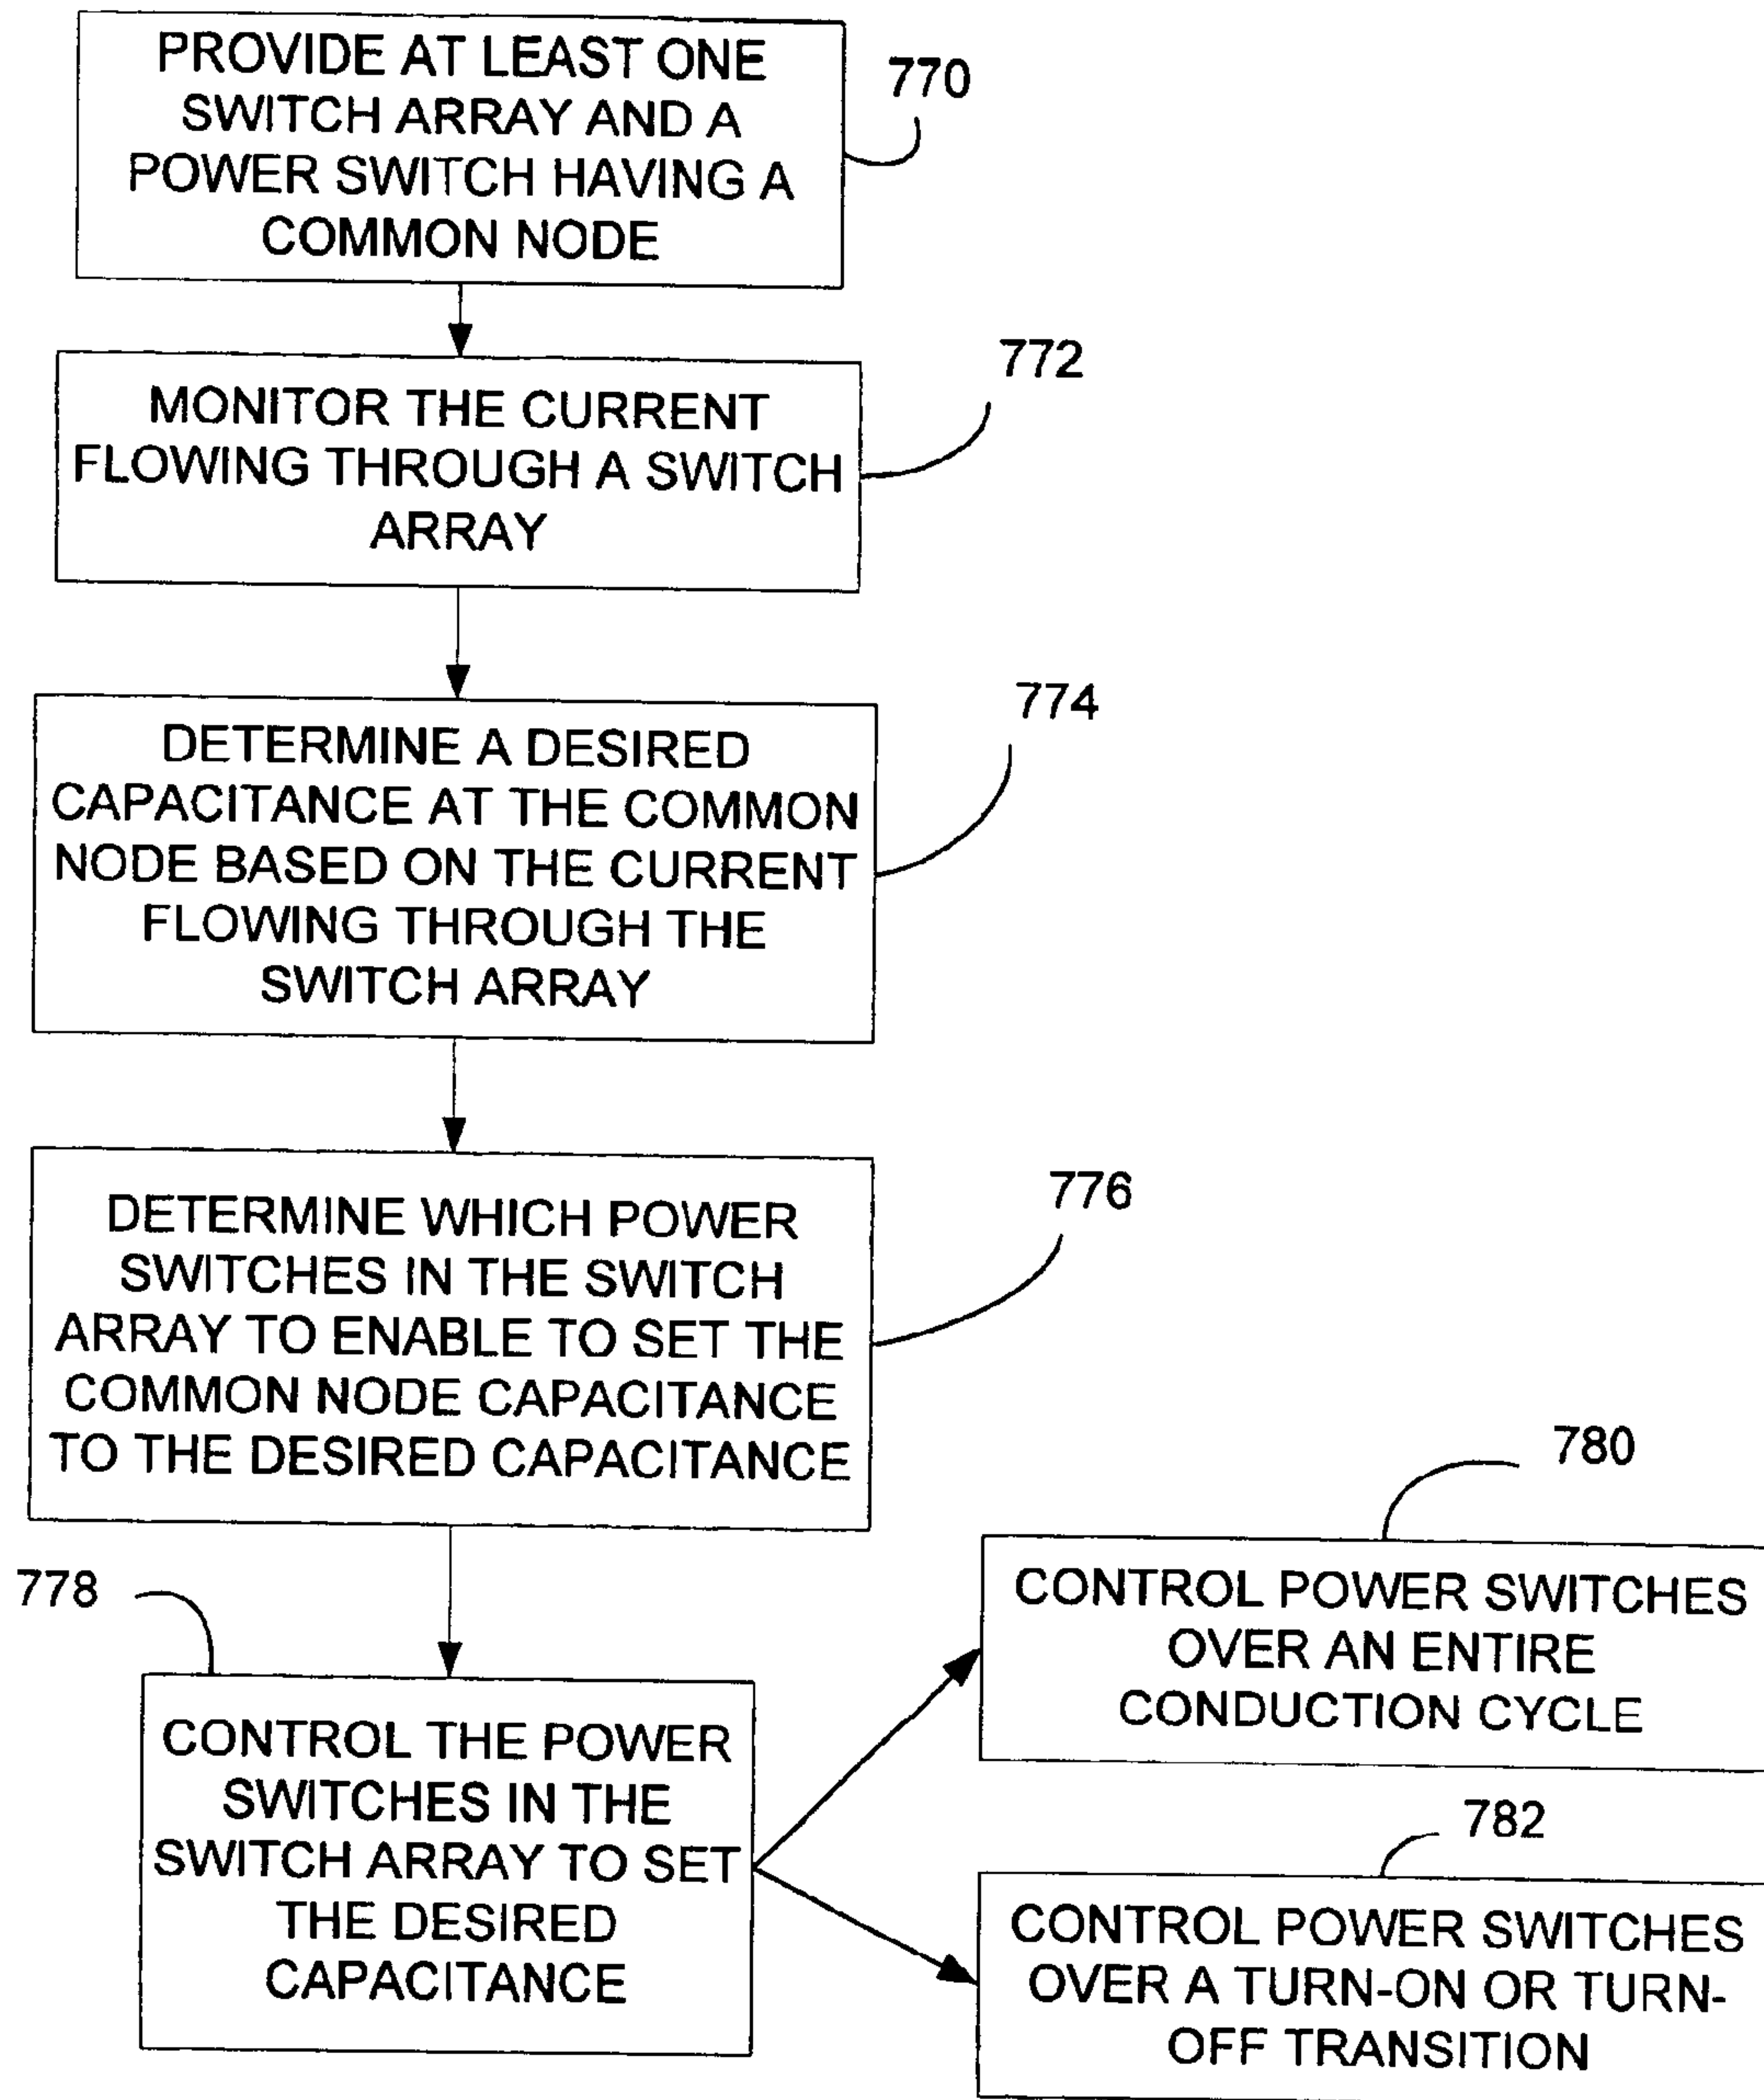 PROVIDE AT LEAST ONE
SWITCH ARRAY AND A
POWER SWITCH HAVING A
COMMON NODE
770
MONITOR THE CURRENT
FLOWING THROUGH A SWITCH
ARRAY
772
DETERMINE A DESIRED
CAPACITANCE AT THE COMMON
NODE BASED ON THE CURRENT
FLOWING THROUGH THE
SWITCH ARRAY
774
DETERMINE WHICH POWER
SWITCHES IN THE SWITCH
ARRAY TO ENABLE TO SET THE
COMMON NODE CAPACITANCE
TO THE DESIRED CAPACITANCE
776
778
CONTROL THE POWER
SWITCHES IN THE
SWITCH ARRAY TO SET
THE DESIRED
CAPACITANCE
780
CONTROL POWER SWITCHES
OVER AN ENTIRE
CONDUCTION CYCLE
782
CONTROL POWER SWITCHES
OVER A TURN-ON OR TURN-
OFF TRANSITION